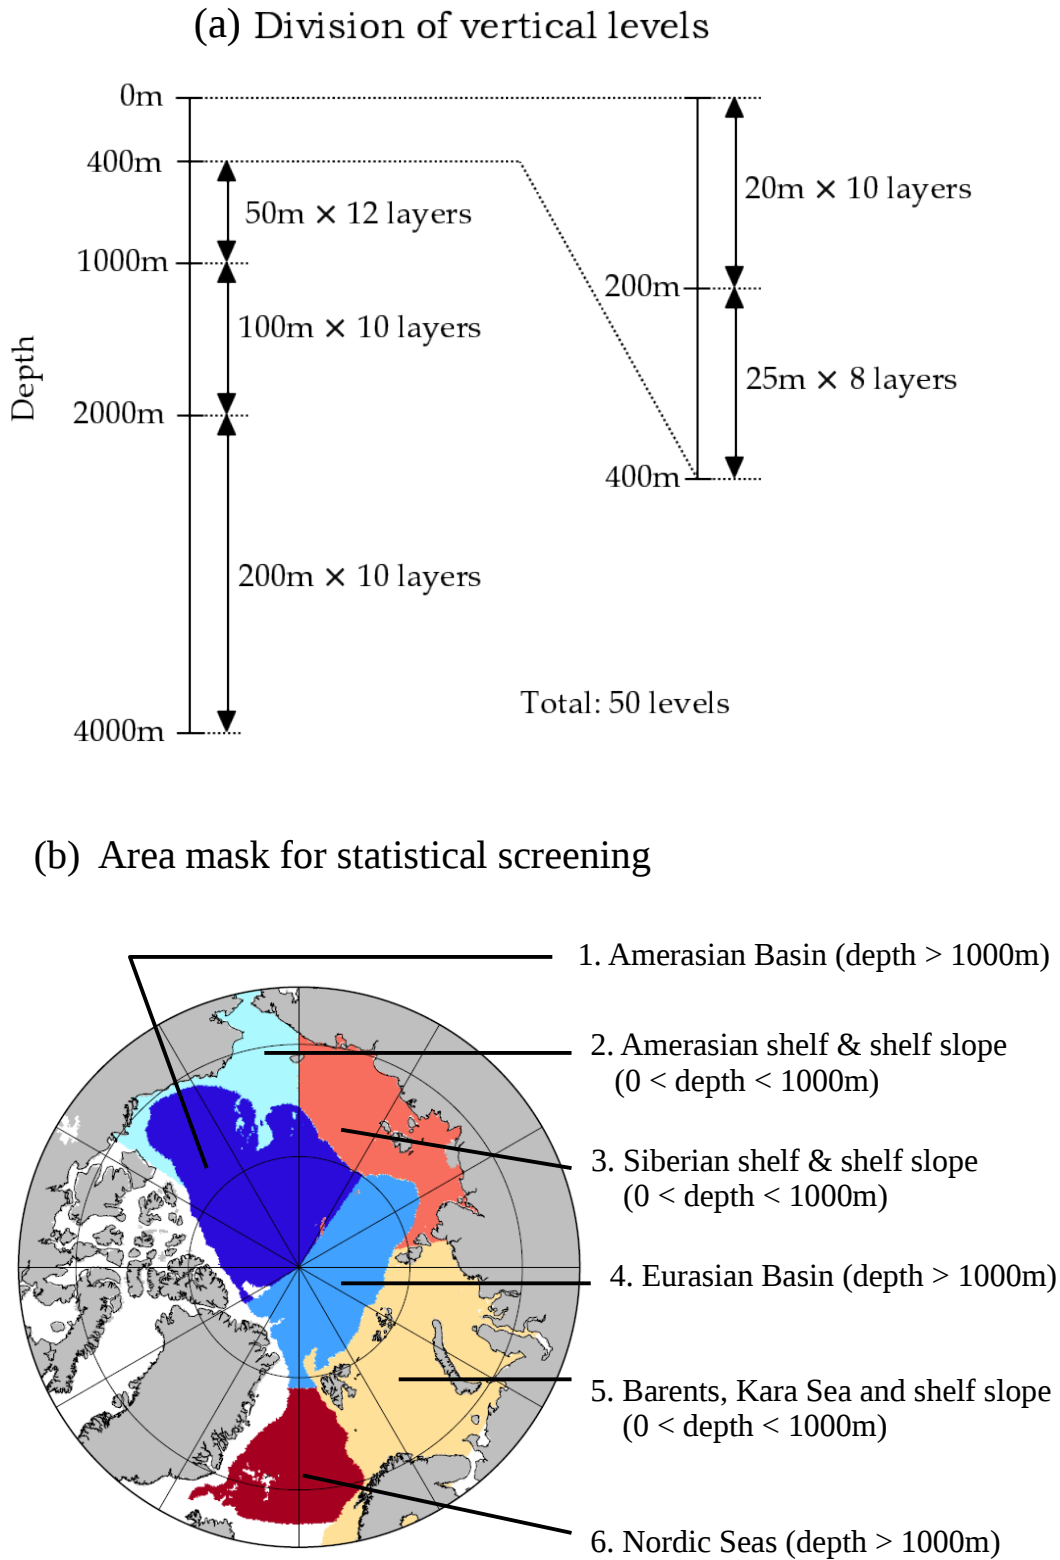 (a) Division of vertical levels
0m
400m
50m × 12 layers
1000m
100m × 10 layers
2000m
200m × 10 layers
4000m
Depth
20m × 10 layers
200m
25m × 8 layers
400m
Total: 50 levels
(b) Area mask for statistical screening
1. Amerasian Basin (depth > 1000m)
2. Amerasian shelf & shelf slope
(0 < depth < 1000m)
3. Siberian shelf & shelf slope
(0 < depth < 1000m)
4. Eurasian Basin (depth > 1000m)
5. Barents, Kara Sea and shelf slope
(0 < depth < 1000m)
6. Nordic Seas (depth > 1000m)